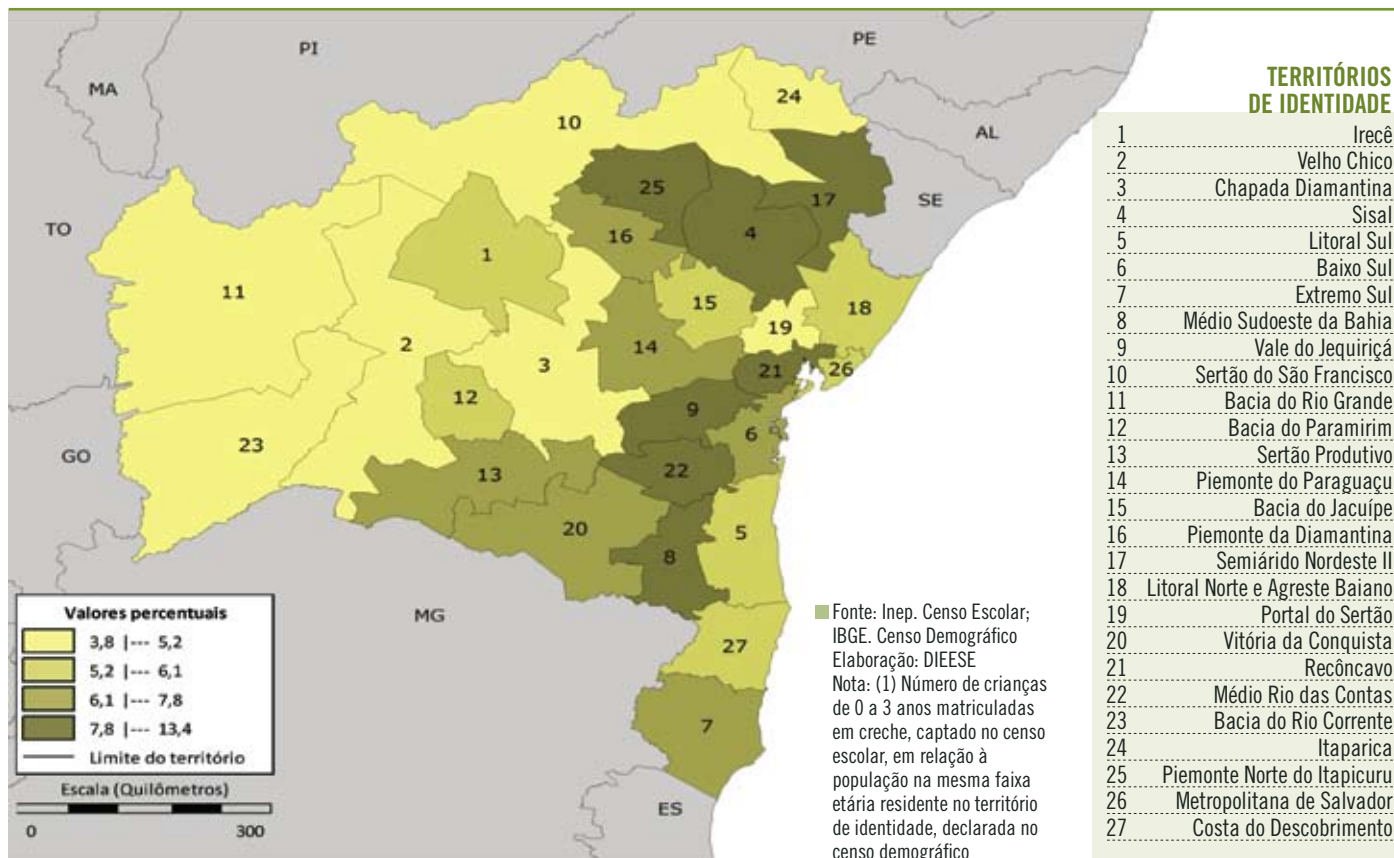 PI
PE
MA
24
10
AL
25
17
SE
TO
16
4
1
11
15
18
19
2
14
3
21
26
12
9
23
6
GO
13
22
20
5
8
MG
27
7
ES
Valores percentuais
3,8 |--- 5,2
5,2 |--- 6,1
6,1 |--- 7,8
7,8 |--- 13,4
Limite do território
Escala (Quilômetros)
0 300
Fonte: Inep. Censo Escolar;
IBGE. Censo Demográfico
Elaboração: DIEESE
Nota: (1) Número de crianças
de 0 a 3 anos matriculadas
em creche, captado no censo
escolar, em relação à
população na mesma faixa
etária residente no território
de identidade, declarada no
censo demográfico
TERRITÓRIOS
DE IDENTIDADE
1 Irecê
2 Velho Chico
3 Chapada Diamantina
4 Sisal
5 Litoral Sul
6 Baixo Sul
7 Extremo Sul
8 Médio Sudoeste da Bahia
9 Vale do Jequiriçá
10 Sertão do São Francisco
11 Bacia do Rio Grande
12 Bacia do Paramirim
13 Sertão Produtivo
14 Piemonte do Paraguaçu
15 Bacia do Jacuípe
16 Piemonte da Diamantina
17 Semiárido Nordeste II
18 Litoral Norte e Agreste Baiano
19 Portal do Sertão
20 Vitória da Conquista
21 Recôncavo
22 Médio Rio das Contas
23 Bacia do Rio Corrente
24 Itaparica
25 Piemonte Norte do Itapicuru
26 Metropolitana de Salvador
27 Costa do Descobrimento